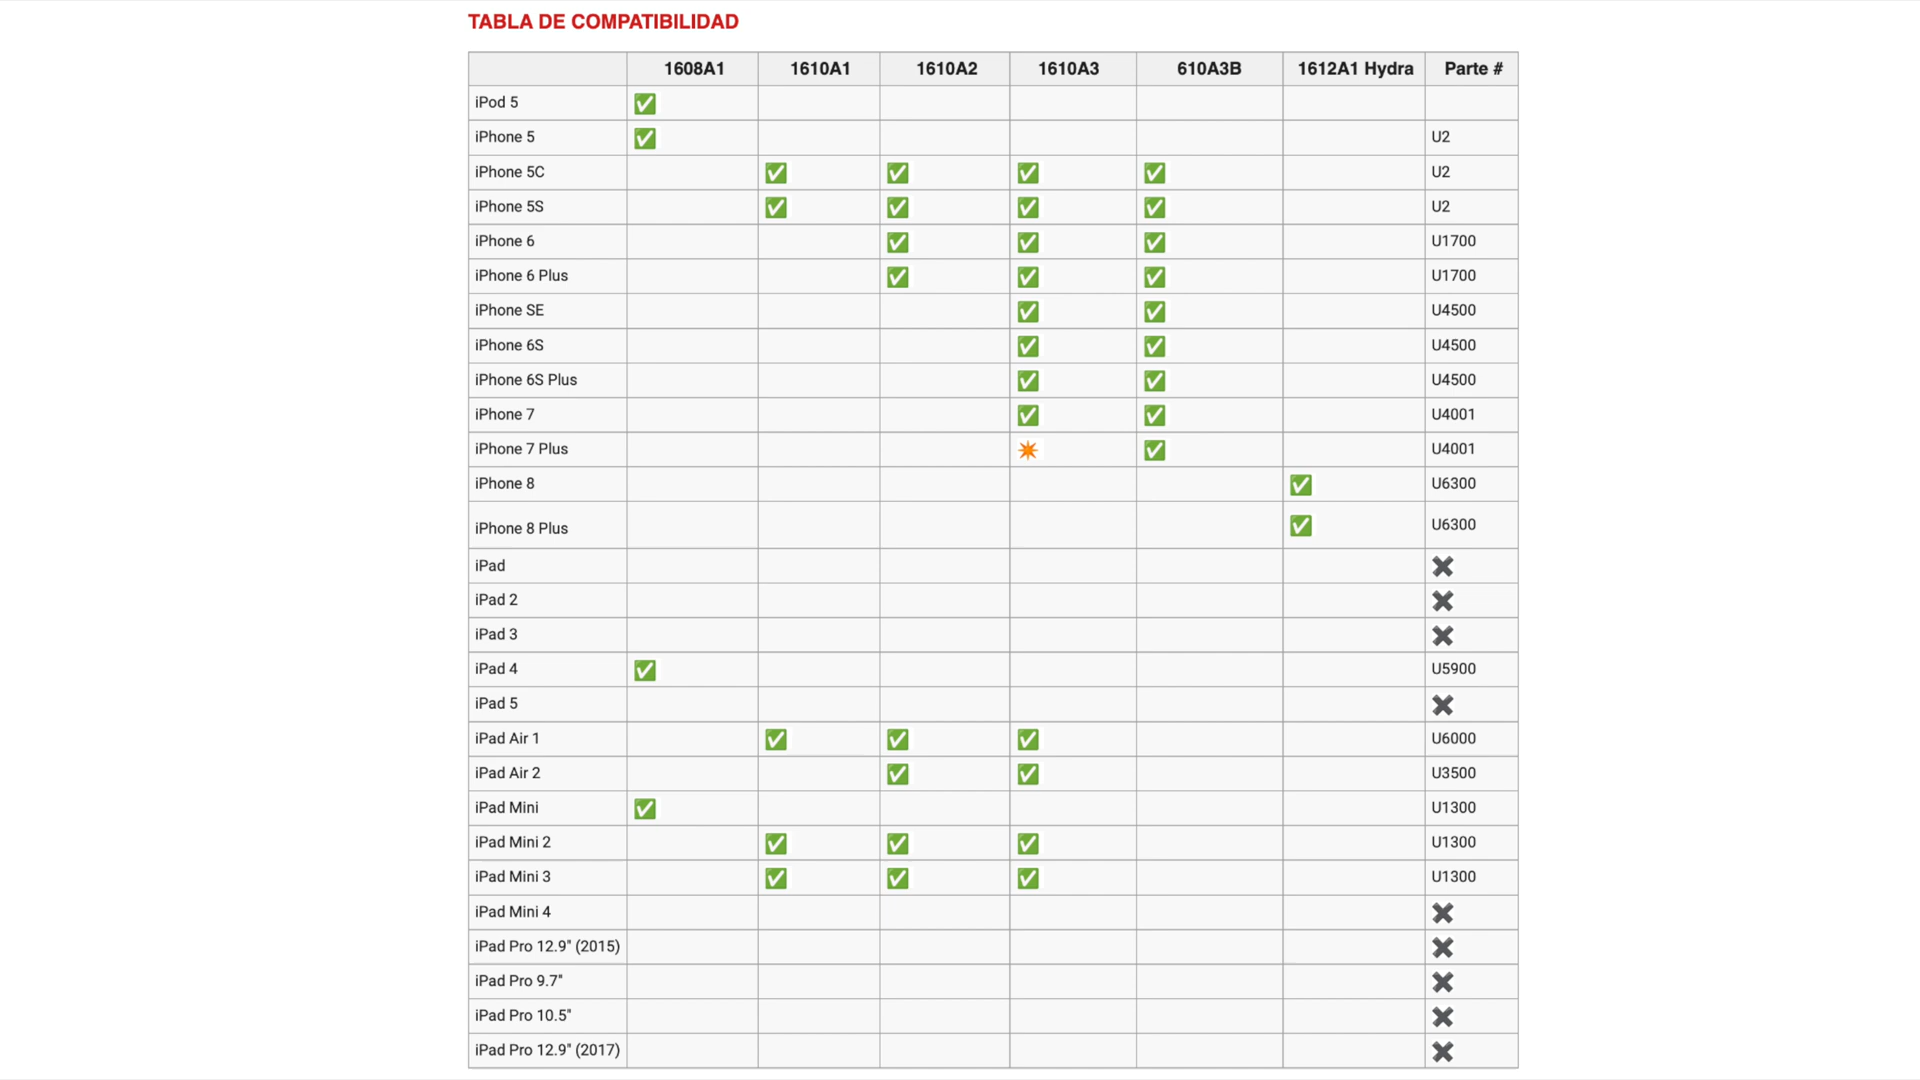 TABLA DE COMPATIBILIDAD
1608A1 1610A1 1610A2 1610A3 610A3B 1612A1 Hydra Parte #
iPod 5 ✅
iPhone 5 ✅ U2
iPhone 5C ✅ ✅ ✅ ✅ U2
iPhone 5S ✅ ✅ ✅ ✅ U2
iPhone 6 ✅ ✅ ✅ U1700
iPhone 6 Plus ✅ ✅ ✅ U1700
iPhone SE ✅ ✅ U4500
iPhone 6S ✅ ✅ U4500
iPhone 6S Plus ✅ ✅ U4500
iPhone 7 ✅ ✅ U4001
iPhone 7 Plus ✴ ✅ U4001
iPhone 8 ✅ U6300
iPhone 8 Plus ✅ U6300
iPad ✖
iPad 2 ✖
iPad 3 ✖
iPad 4 ✅ U5900
iPad 5 ✖
iPad Air 1 ✅ ✅ ✅ U6000
iPad Air 2 ✅ ✅ U3500
iPad Mini ✅ U1300
iPad Mini 2 ✅ ✅ ✅ U1300
iPad Mini 3 ✅ ✅ ✅ U1300
iPad Mini 4 ✖
iPad Pro 12.9" (2015) ✖
iPad Pro 9.7" ✖
iPad Pro 10.5" ✖
iPad Pro 12.9" (2017) ✖